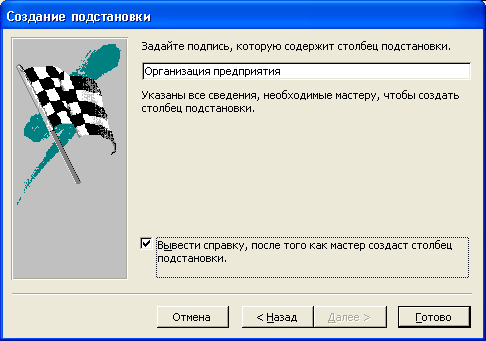 Создание подстановки
Задайте подпись, которую содержит столбец подстановки.
Организация предприятия
Указаны все сведения, необходимые мастеру, чтобы создать
столбец подстановки.
Вывести справку, после того как мастер создаст столбец
подстановки.
Отмена
< Назад
Далее >
Готово